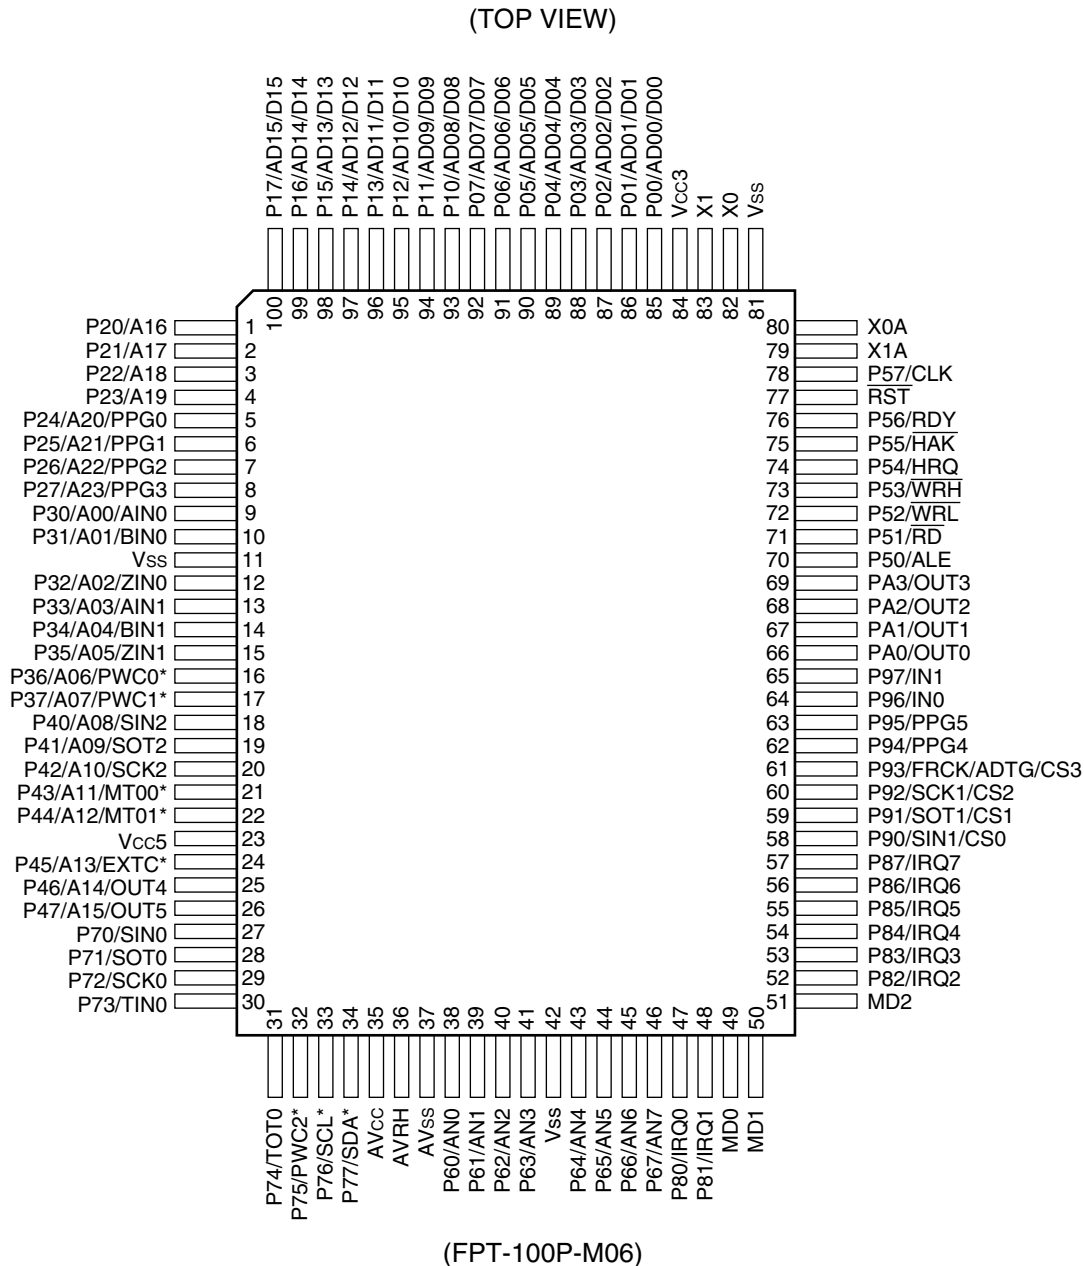 (TOP VIEW)
P17/AD15/D15
P16/AD14/D14
P15/AD13/D13
P14/AD12/D12
P13/AD11/D11
P12/AD10/D10
P11/AD09/D09
P10/AD08/D08
P07/AD07/D07
P06/AD06/D06
P05/AD05/D05
P04/AD04/D04
P03/AD03/D03
P02/AD02/D02
P01/AD01/D01
P00/AD00/D00
Vcc3
X1
X0
Vss
100 99 98 97 96 95 94 93 92 91 90 89 88 87 86 85 84 83 82 81
P20/A16 1 80 X0A
P21/A17 2 79 X1A
P22/A18 3 78 P57/CLK
P23/A19 4 77 RST
P24/A20/PPG0 5 76 P56/RDY
P25/A21/PPG1 6 75 P55/HAK
P26/A22/PPG2 7 74 P54/HRQ
P27/A23/PPG3 8 73 P53/WRH
P30/A00/AIN0 9 72 P52/WRL
P31/A01/BIN0 10 71 P51/RD
Vss 11 70 P50/ALE
P32/A02/ZIN0 12 69 PA3/OUT3
P33/A03/AIN1 13 68 PA2/OUT2
P34/A04/BIN1 14 67 PA1/OUT1
P35/A05/ZIN1 15 66 PA0/OUT0
P36/A06/PWC0* 16 65 P97/IN1
P37/A07/PWC1* 17 64 P96/IN0
P40/A08/SIN2 18 63 P95/PPG5
P41/A09/SOT2 19 62 P94/PPG4
P42/A10/SCK2 20 61 P93/FRCK/ADTG/CS3
P43/A11/MT00* 21 60 P92/SCK1/CS2
P44/A12/MT01* 22 59 P91/SOT1/CS1
Vcc5 23 58 P90/SIN1/CS0
P45/A13/EXTC* 24 57 P87/IRQ7
P46/A14/OUT4 25 56 P86/IRQ6
P47/A15/OUT5 26 55 P85/IRQ5
P70/SIN0 27 54 P84/IRQ4
P71/SOT0 28 53 P83/IRQ3
P72/SCK0 29 52 P82/IRQ2
P73/TIN0 30 51 MD2
31 32 33 34 35 36 37 38 39 40 41 42 43 44 45 46 47 48 49 50
P74/TOT0
P75/PWC2*
P76/SCL*
P77/SDA*
AVcc
AVRH
AVss
P60/AN0
P61/AN1
P62/AN2
P63/AN3
Vss
P64/AN4
P65/AN5
P66/AN6
P67/AN7
P80/IRQ0
P81/IRQ1
MD0
MD1
(FPT-100P-M06)